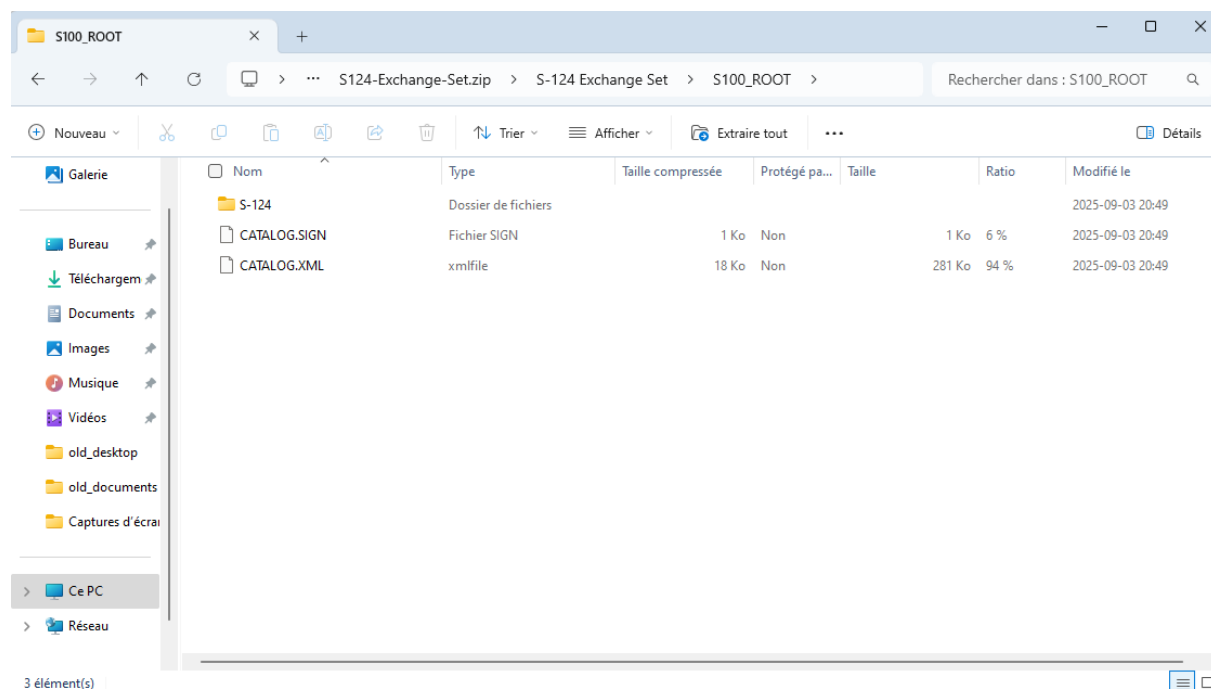 S100_ROOT
S124-Exchange-Set.zip > S-124 Exchange Set > S100_ROOT >
Rechercher dans : S100_ROOT
Nouveau
Trier
Afficher
Extraire tout
Détails
Nom Type Taille compressée Protégé pa... Taille Ratio Modifié le
S-124 Dossier de fichiers 2025-09-03 20:49
CATALOG.SIGN Fichier SIGN 1 Ko Non 1 Ko 6 % 2025-09-03 20:49
CATALOG.XML xmlfile 18 Ko Non 281 Ko 94 % 2025-09-03 20:49
Galerie
Bureau
Téléchargem
Documents
Images
Musique
Vidéos
old_desktop
old_documents
Captures d'écrai
Ce PC
Réseau
3 élément(s)